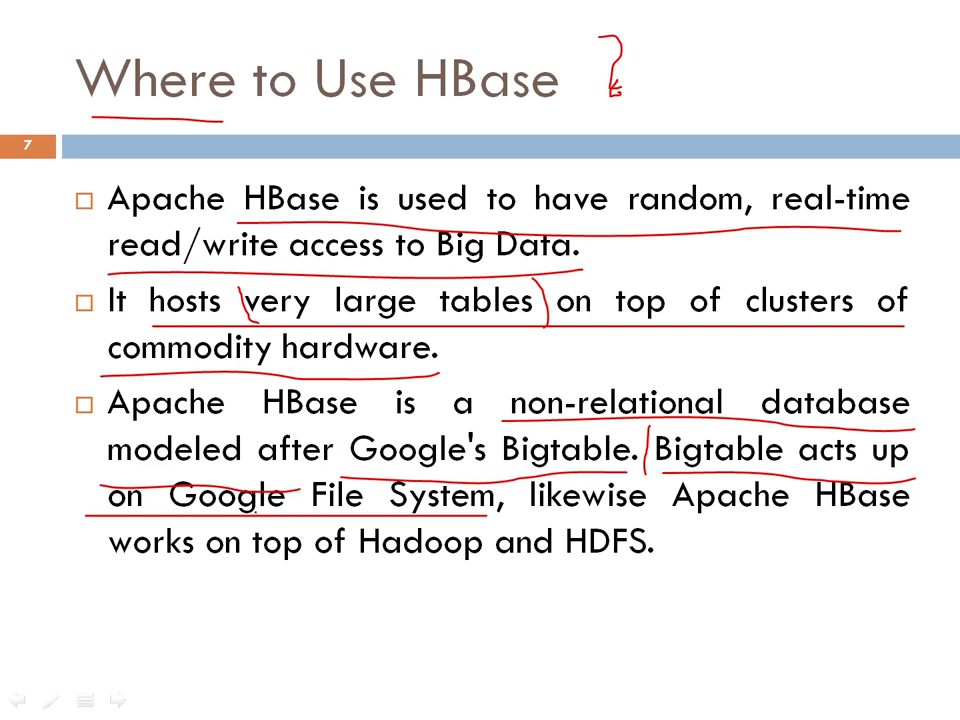 Where to Use HBase ?
7
Apache HBase is used to have random, real-time
read/write access to Big Data.
It hosts very large tables on top of clusters of
commodity hardware.
Apache HBase is a non-relational database
modeled after Google's Bigtable. Bigtable acts up
on Google File System, likewise Apache HBase
works on top of Hadoop and HDFS.